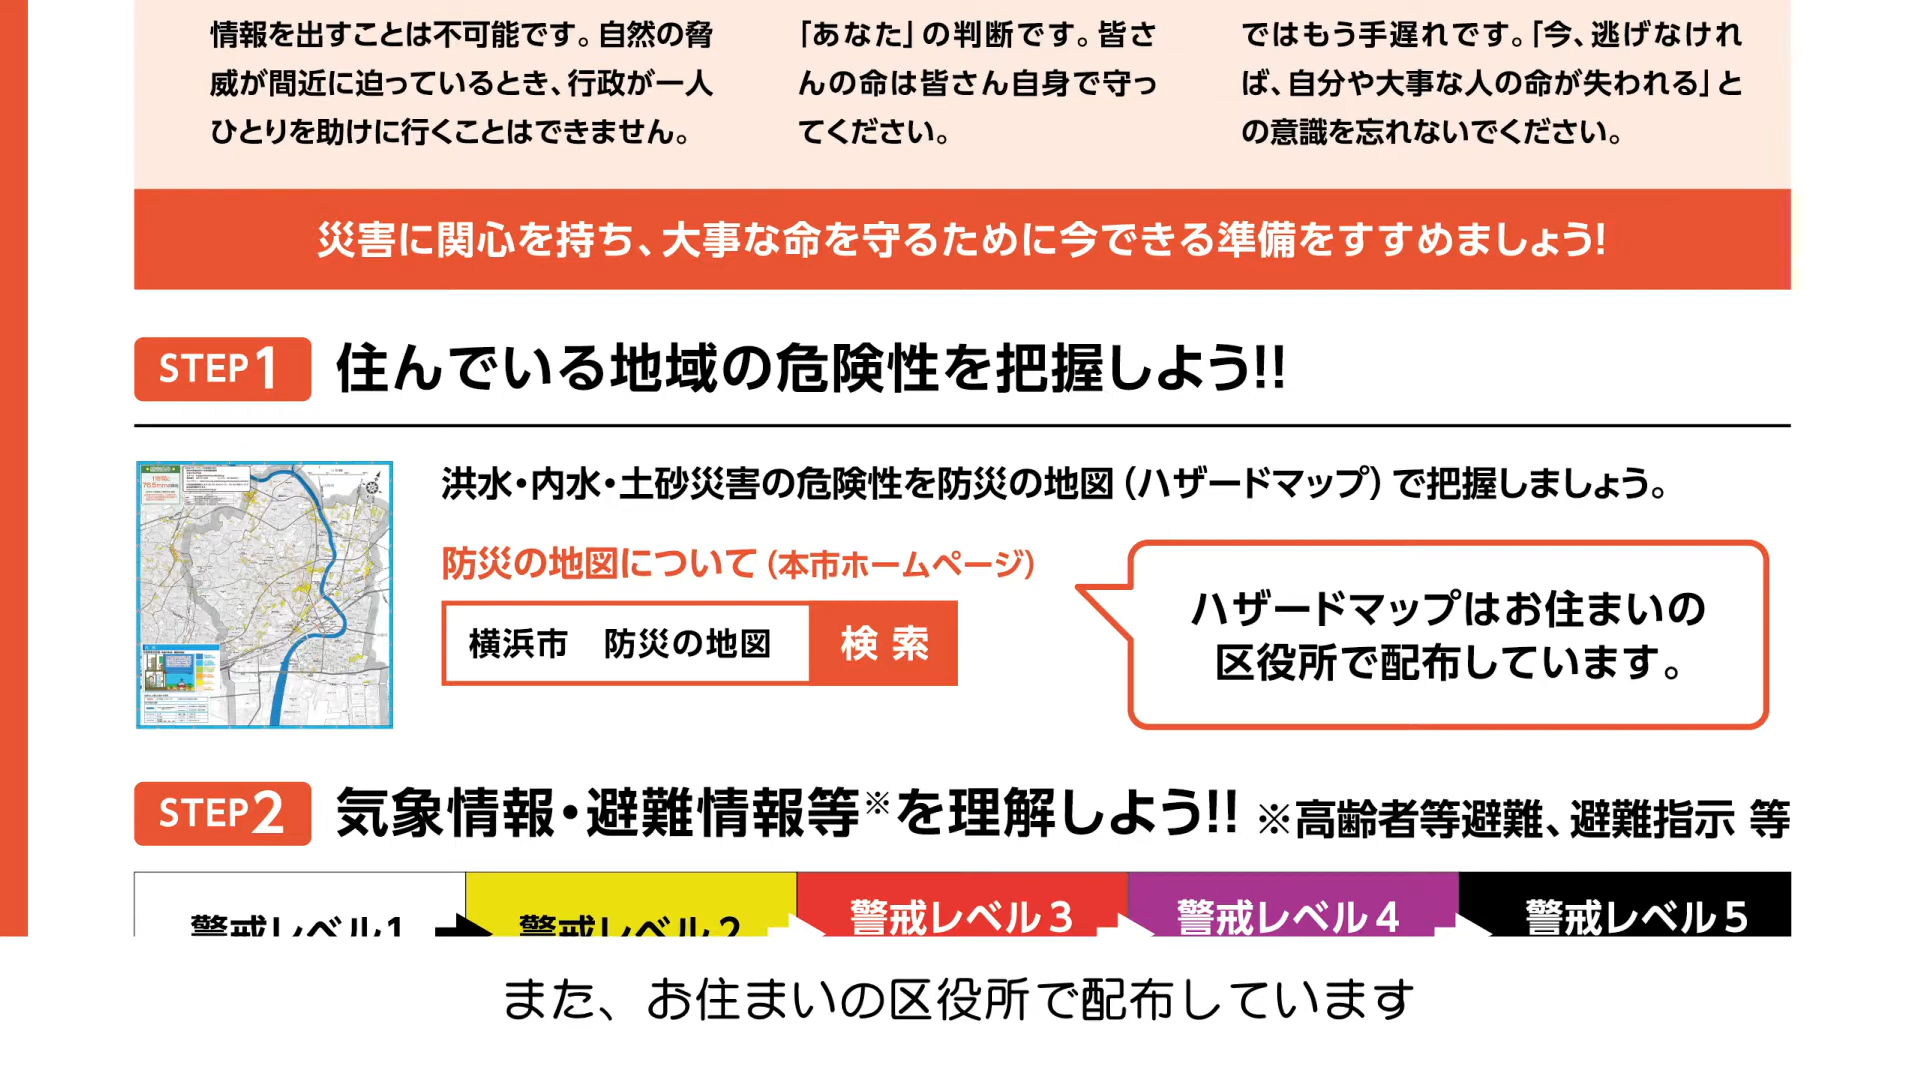 情報を出すことは不可能です。自然の脅
威が間近に迫っているとき、行政が一人
ひとりを助けに行くことはできません。
「あなた」の判断です。皆さ
んの命は皆さん自身で守っ
てください。
ではもう手遅れです。「今、逃げなけれ
ば、自分や大事な人の命が失われる」と
の意識を忘れないでください。
災害に関心を持ち、大事な命を守るために今できる準備をすすめましょう!
STEP1 住んでいる地域の危険性を把握しよう!!
洪水・内水・土砂災害の危険性を防災の地図（ハザードマップ）で把握しましょう。
防災の地図について（本市ホームページ）
横浜市　防災の地図 検索
ハザードマップはお住まいの
区役所で配布しています。
STEP2 気象情報・避難情報等※を理解しよう!! ※高齢者等避難、避難指示 等
警戒レベル1 警戒レベル2 警戒レベル3 警戒レベル4 警戒レベル5
また、お住まいの区役所で配布しています